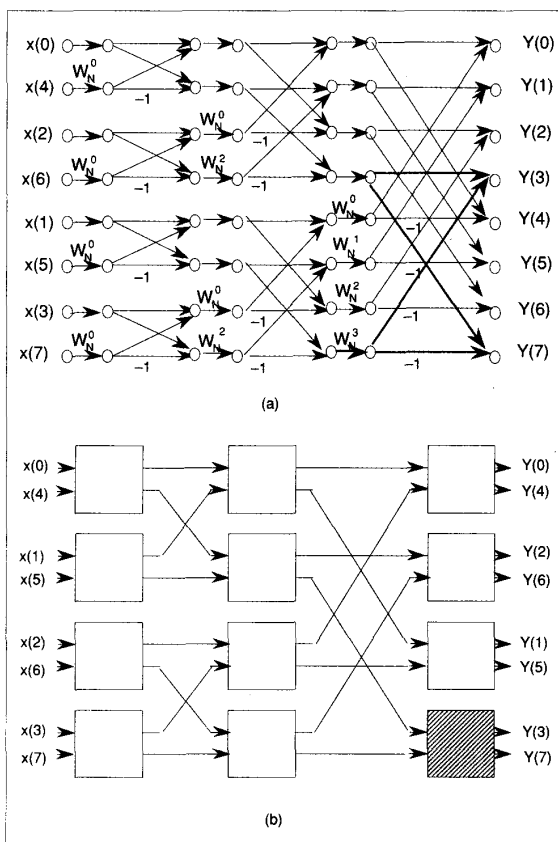 x(0) Y(0)
W_N^0
x(4) -1 Y(1)
x(2) W_N^0 -1 Y(2)
W_N^0 W_N^2
x(6) -1 -1 Y(3)
x(1) W_N^0 -1 Y(4)
W_N^0 W_N^1
x(5) -1 -1 Y(5)
x(3) W_N^0 -1 W_N^2 -1 Y(6)
W_N^0 W_N^2 W_N^3
x(7) -1 -1 -1 Y(7)
(a)
x(0) Y(0)
x(4) Y(4)
x(1) Y(2)
x(5) Y(6)
x(2) Y(1)
x(6) Y(5)
x(3) Y(3)
x(7) Y(7)
(b)